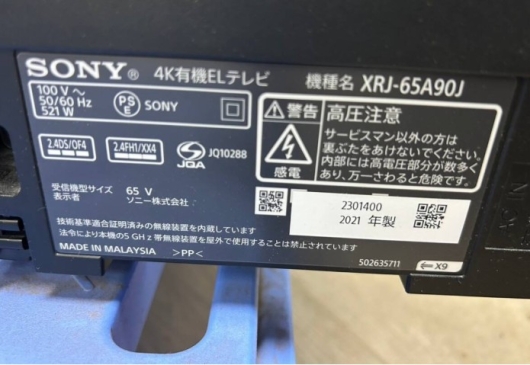 SONY® 4K有機ELテレビ 機種名 XRJ-65A90J
100 V ~
50/60 Hz
521 W
PS
E
SONY
警告 高圧注意
サービスマン以外の方は
裏ぶたをあけないでください。
内部には高電圧部分が数多く
あり、万一さわると危険です。
感電
2.4DS/OF4
2.4FH1/XX4
JQA
JQ10288
受信機型サイズ 65 V
表示者 ソニー株式会社
2301400
2021 年製
技術基準適合証明済みの無線装置を内蔵しています
法令により本機の5 GHz 帯無線装置を屋外で使用することは禁止されています
MADE IN MALAYSIA >PP<
502635711
X9